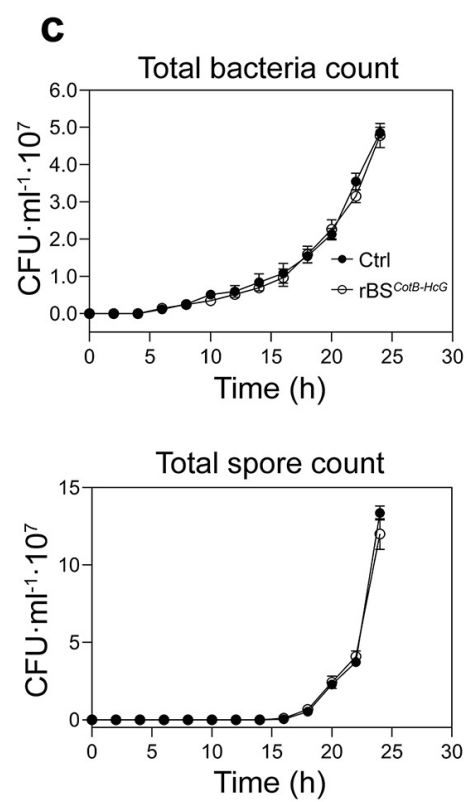 c
Total bacteria count
CFU·ml⁻¹·10⁷
6.0
5.0
4.0
3.0
2.0
1.0
0.0
Ctrl
rBS^CotB-HcG
0 5 10 15 20 25 30
Time (h)
Total spore count
CFU·ml⁻¹·10⁷
15
10
5
0
0 5 10 15 20 25 30
Time (h)